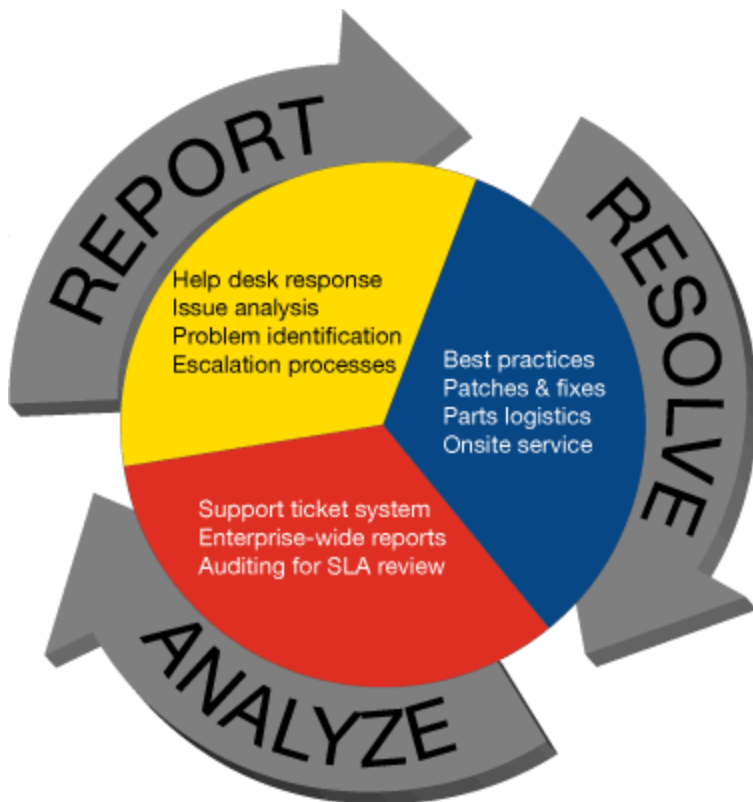 REPORT
Help desk response
Issue analysis
Problem identification
Escalation processes
RESOLVE
Best practices
Patches & fixes
Parts logistics
Onsite service
Support ticket system
Enterprise-wide reports
Auditing for SLA review
ANALYZE